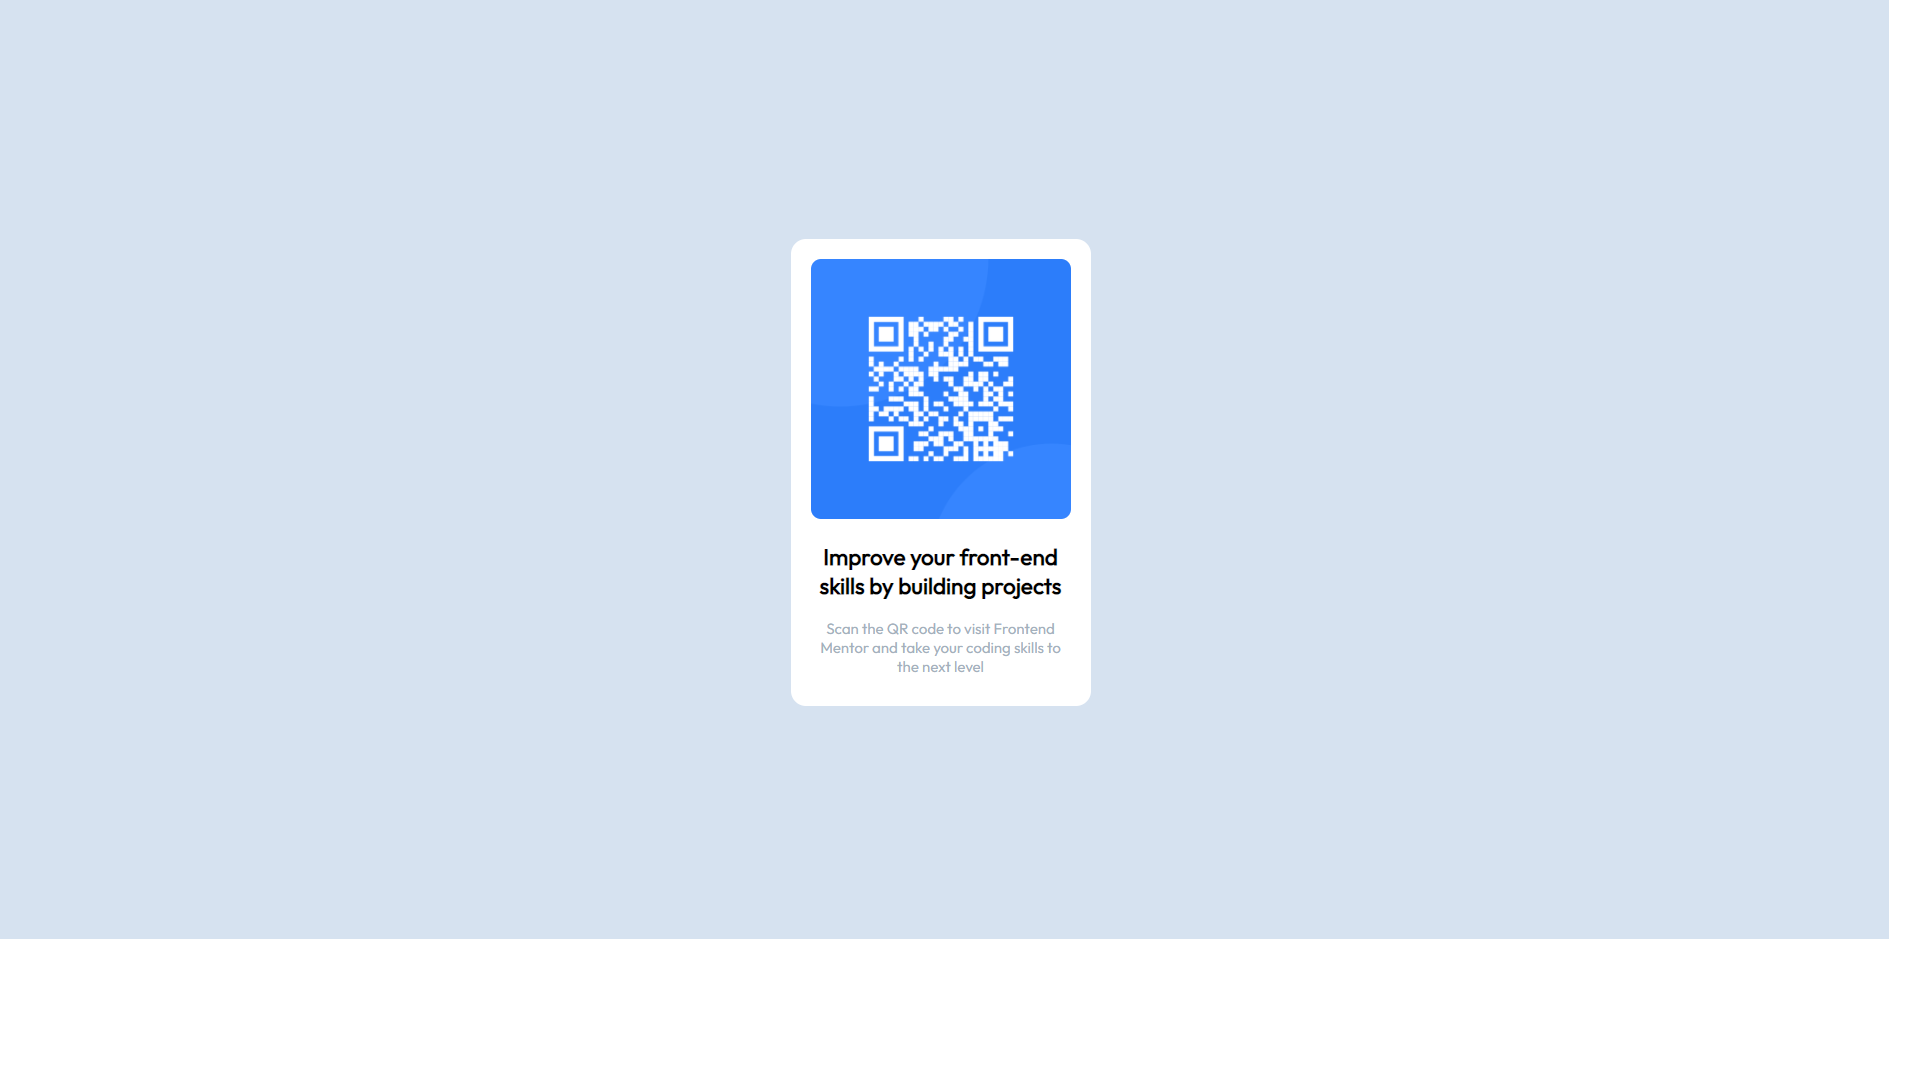 Improve your front-end
skills by building projects
Scan the QR code to visit Frontend
Mentor and take your coding skills to
the next level